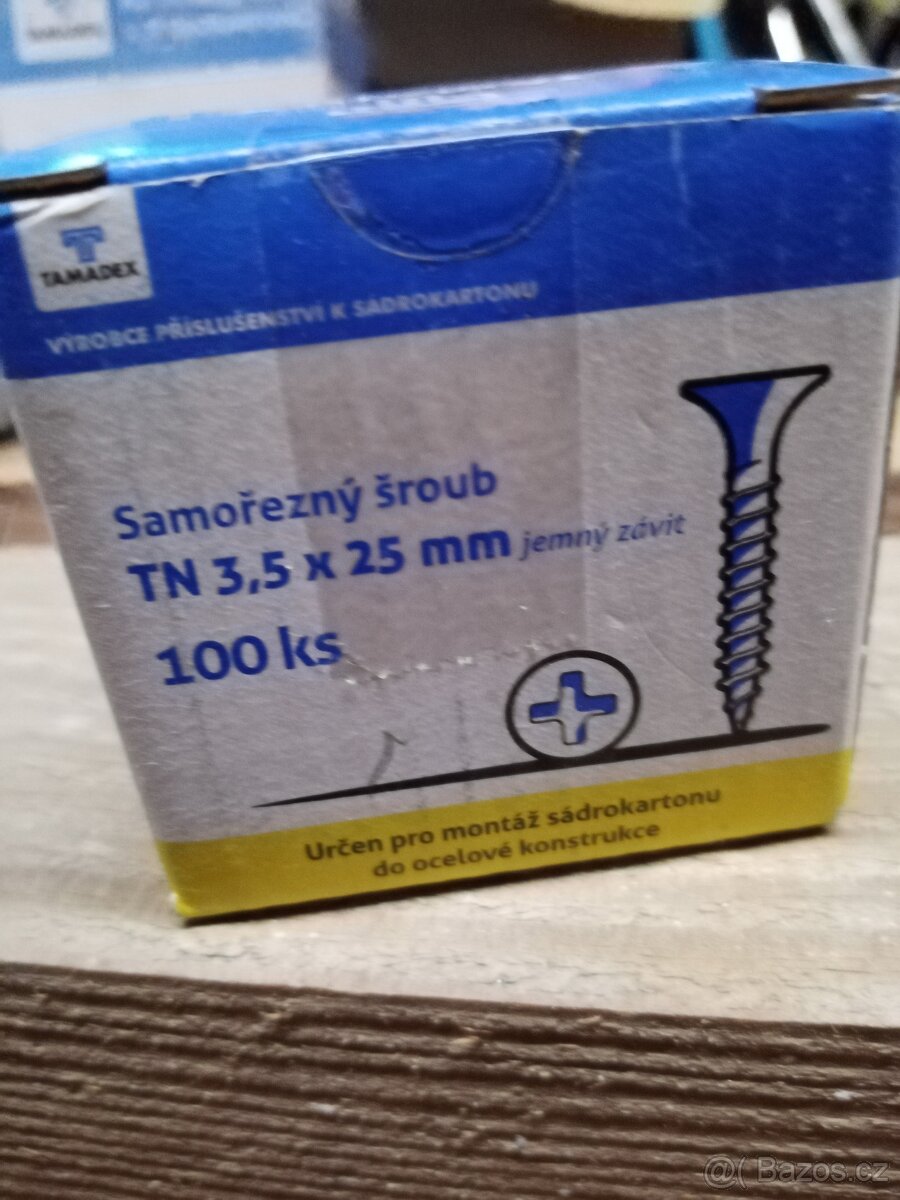 TAMADEX
VÝROBCE PŘÍSLUŠENSTVÍ K SÁDROKARTONU
Samořezný šroub
TN 3,5 x 25 mm jemný závit
100 ks
Určen pro montáž sádrokartonu
do ocelové konstrukce
@( Bazos.cz